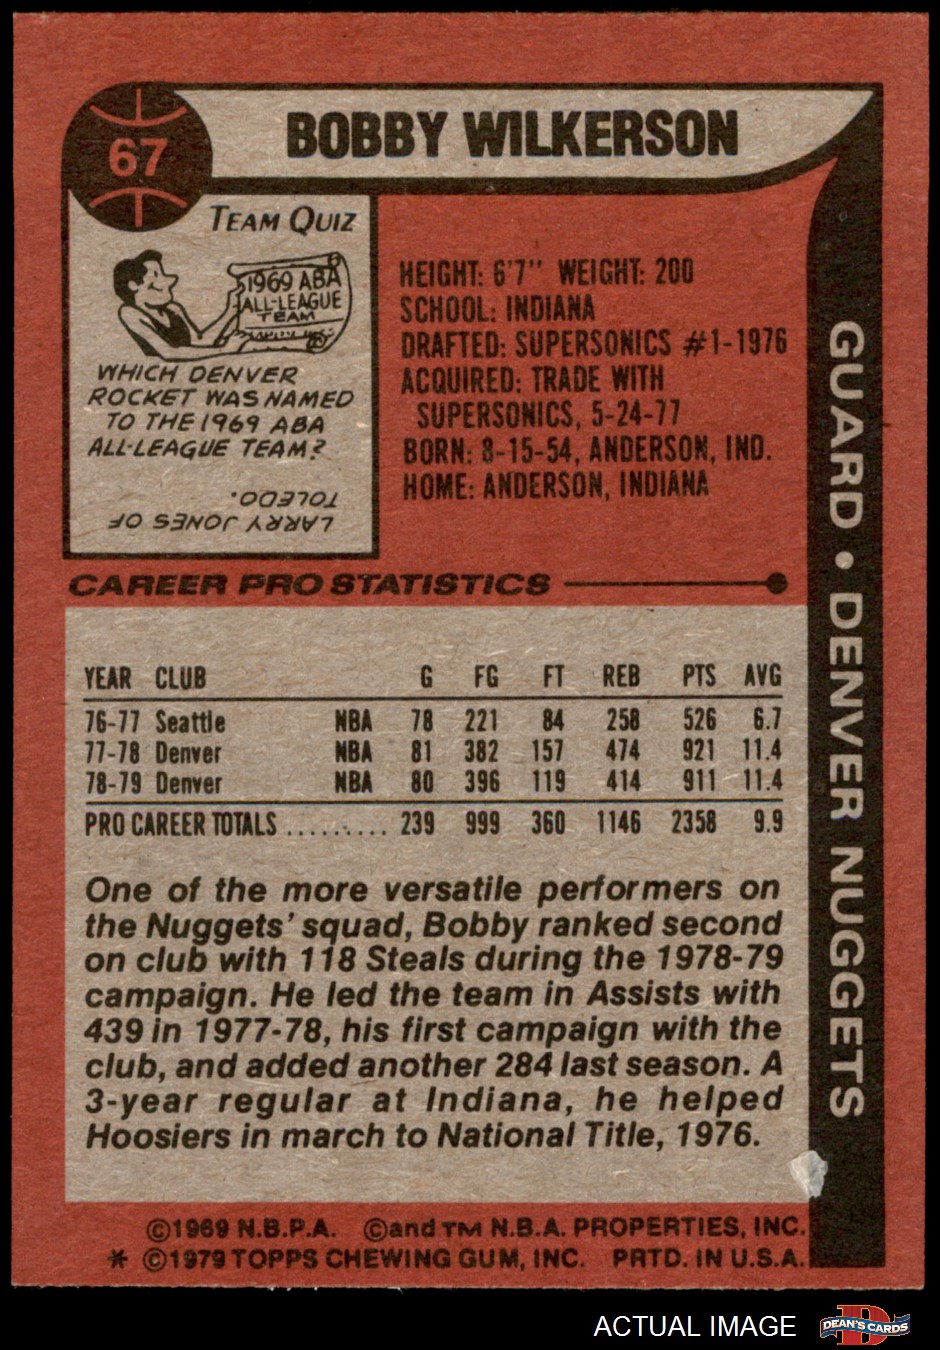 67
BOBBY WILKERSON
TEAM QUIZ
1969 ABA
ALL-LEAGUE
TEAM
WHICH DENVER
ROCKET WAS NAMED
TO THE 1969 ABA
ALL-LEAGUE TEAM?
LARRY JONES OF
TOLEDO.
HEIGHT: 6'7" WEIGHT: 200
SCHOOL: INDIANA
DRAFTED: SUPERSONICS #1-1976
ACQUIRED: TRADE WITH
SUPERSONICS, 5-24-77
BORN: 8-15-54, ANDERSON, IND.
HOME: ANDERSON, INDIANA
GUARD • DENVER NUGGETS
CAREER PRO STATISTICS
YEAR CLUB G FG FT REB PTS AVG
76-77 Seattle NBA 78 221 84 258 526 6.7
77-78 Denver NBA 81 382 157 474 921 11.4
78-79 Denver NBA 80 396 119 414 911 11.4
PRO CAREER TOTALS .......... 239 999 360 1146 2358 9.9
One of the more versatile performers on
the Nuggets' squad, Bobby ranked second
on club with 118 Steals during the 1978-79
campaign. He led the team in Assists with
439 in 1977-78, his first campaign with the
club, and added another 284 last season. A
3-year regular at Indiana, he helped
Hoosiers in march to National Title, 1976.
©1969 N.B.P.A. ©and TM N.B.A. PROPERTIES, INC.
* ©1979 TOPPS CHEWING GUM, INC. PRTD. IN U.S.A.
ACTUAL IMAGE
DEAN'S CARDS